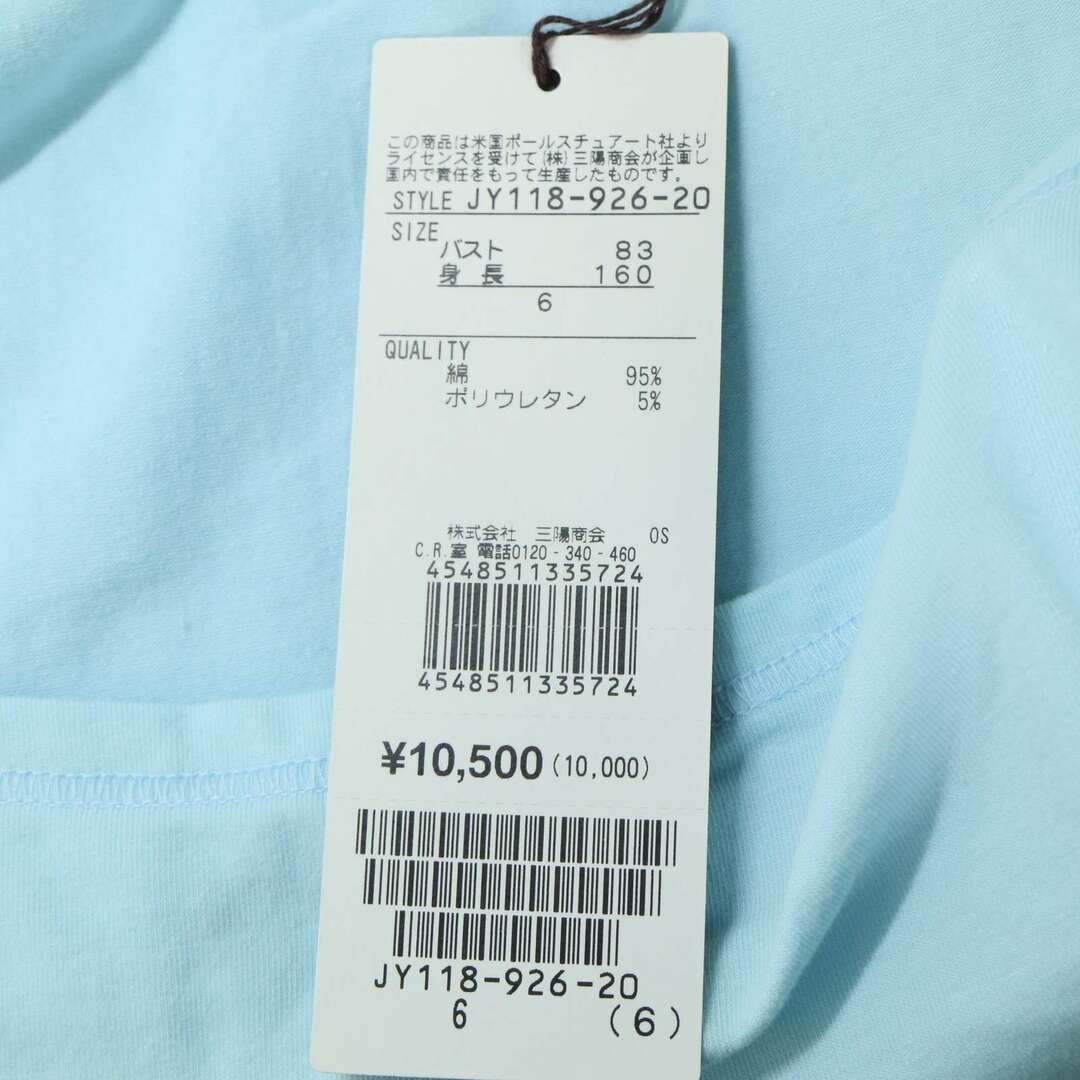 この商品は米国ポールスチュアート社より
ライセンスを受けて(株)三陽商会が企画し
国内で責任をもって生産したものです。
STYLE JY118-926-20
SIZE
バスト 83
身長 160
6
QUALITY
綿 95%
ポリウレタン 5%
株式会社 三陽商会 OS
C.R.室 電話0120-340-460
4548511335724
4548511335724
¥10,500(10,000)
JY118-926-20
6 (6)